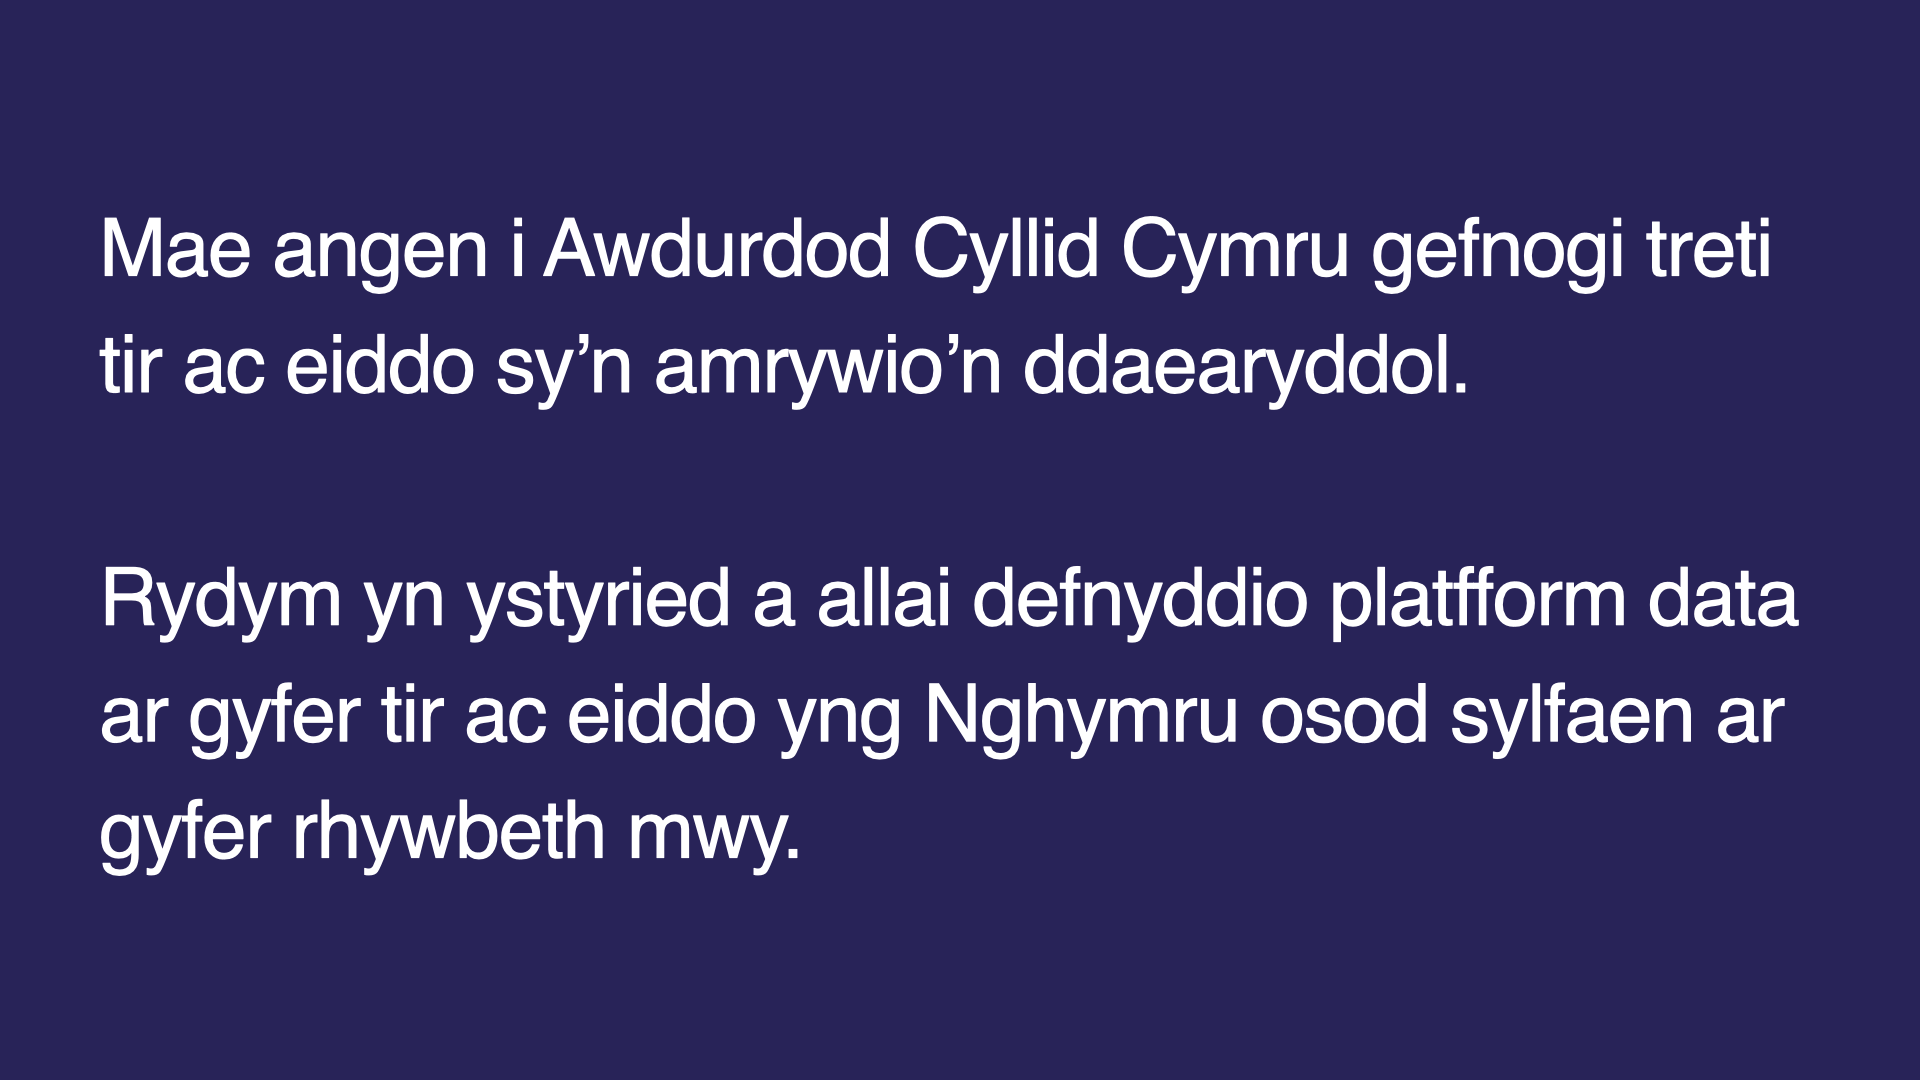 Mae angen i Awdurdod Cyllid Cymru gefnogi treti
tir ac eiddo sy’n amrywio’n ddaearyddol.
Rydym yn ystyried a allai defnyddio platfform data
ar gyfer tir ac eiddo yng Nghymru osod sylfaen ar
gyfer rhywbeth mwy.